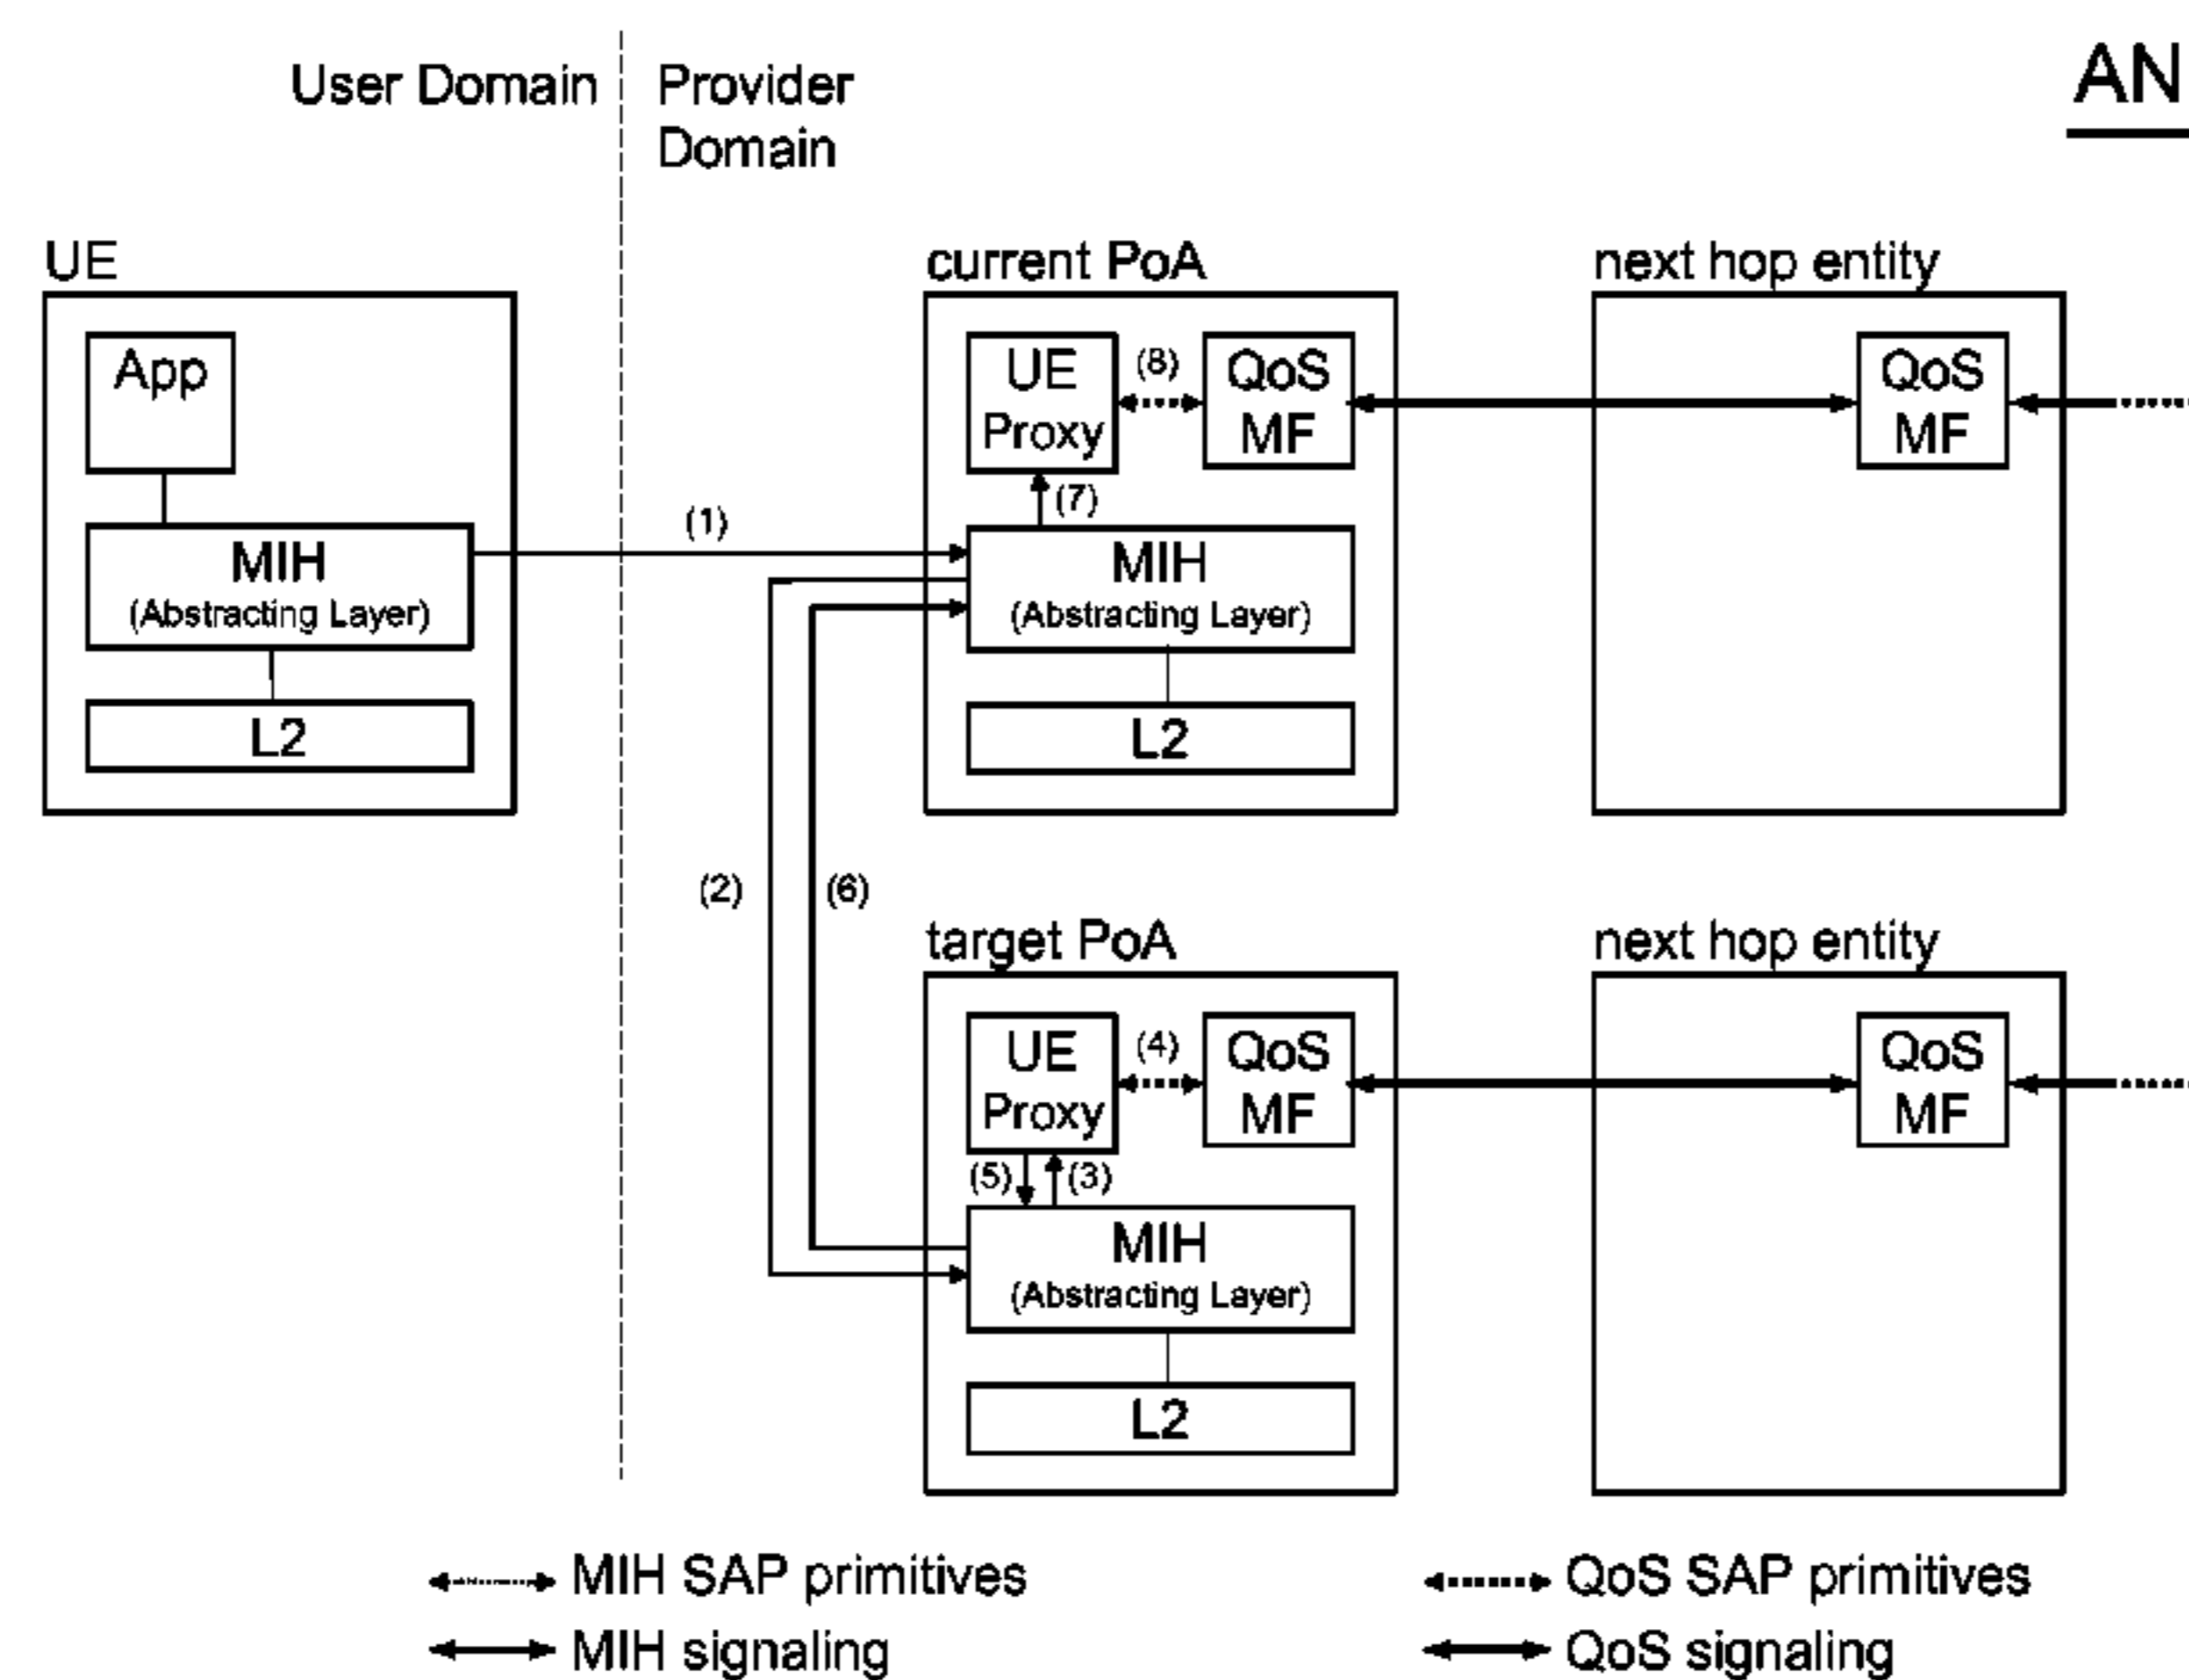 User Domain
Provider
Domain
AN
UE
current PoA
next hop entity
App
UE
Proxy
(8)
QoS
MF
QoS
MF
(7)
(1)
MIH
(Abstracting Layer)
MIH
(Abstracting Layer)
L2
L2
(2)
(6)
target PoA
next hop entity
UE
Proxy
(4)
QoS
MF
QoS
MF
(5)
(3)
MIH
(Abstracting Layer)
L2
MIH SAP primitives
QoS SAP primitives
MIH signaling
QoS signaling